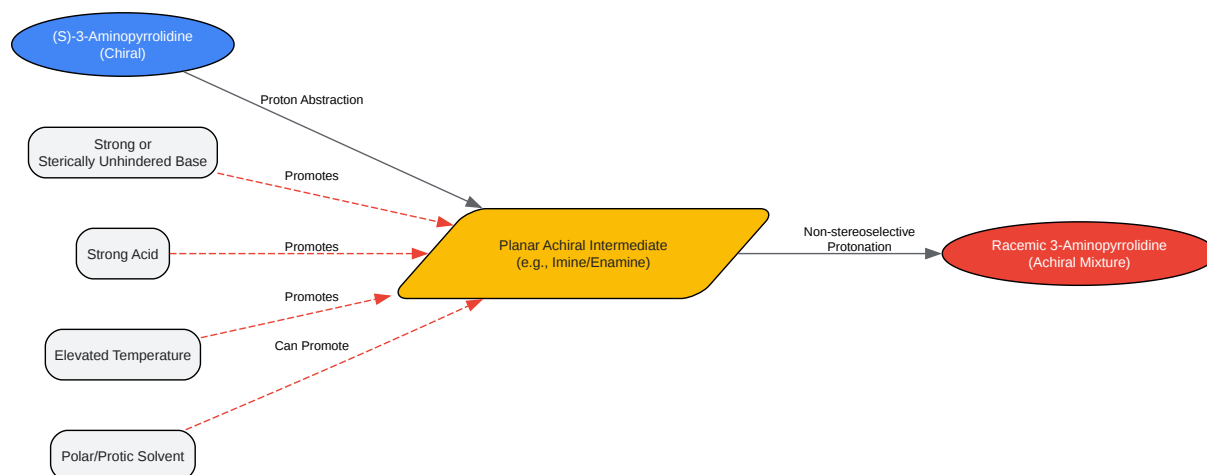 (S)-3-Aminopyrrolidine
(Chiral)
Proton Abstraction
Strong or
Sterically Unhindered Base
Promotes
Strong Acid
Promotes
Planar Achiral Intermediate
(e.g., Imine/Enamine)
Non-stereoselective
Protonation
Racemic 3-Aminopyrrolidine
(Achiral Mixture)
Elevated Temperature
Promotes
Can Promote
Polar/Protic Solvent